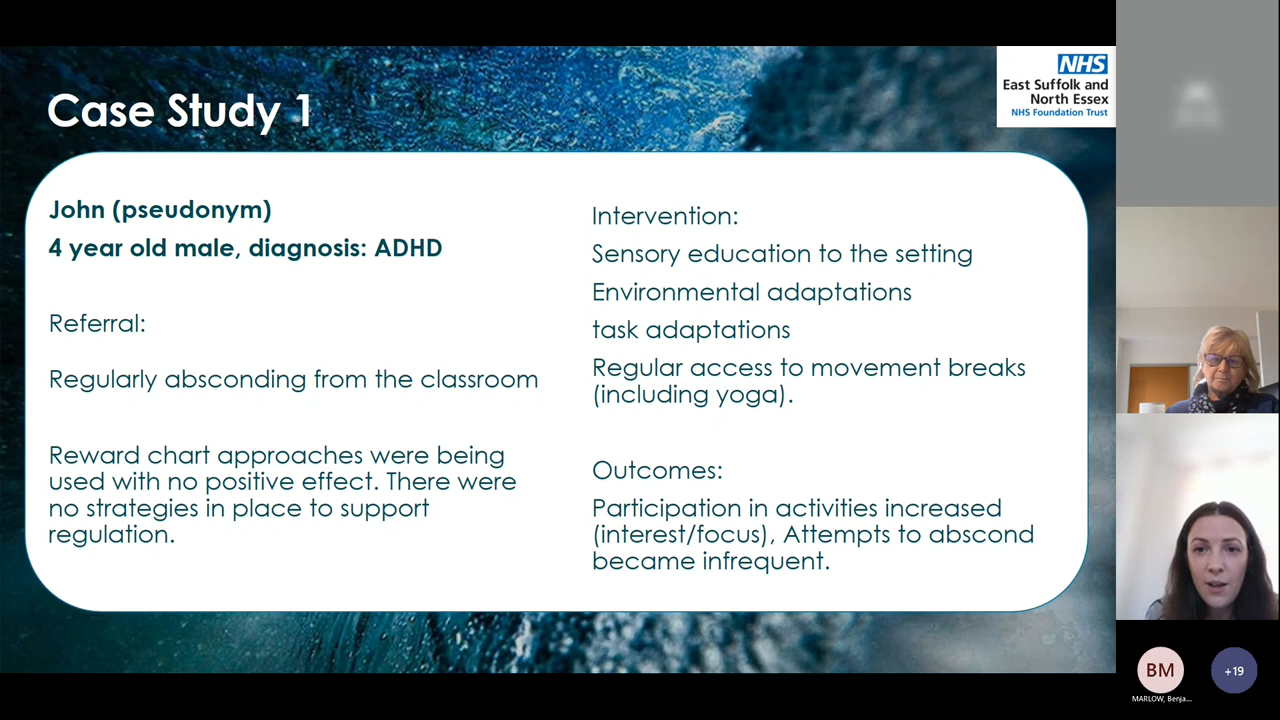 Case Study 1
NHS
East Suffolk and
North Essex
NHS Foundation Trust
John (pseudonym)
4 year old male, diagnosis: ADHD
Referral:
Regularly absconding from the classroom
Reward chart approaches were being
used with no positive effect. There were
no strategies in place to support
regulation.
Intervention:
Sensory education to the setting
Environmental adaptations
task adaptations
Regular access to movement breaks
(including yoga).
Outcomes:
Participation in activities increased
(interest/focus), Attempts to abscond
became infrequent.
BM
+19
MARLOW, Benja...